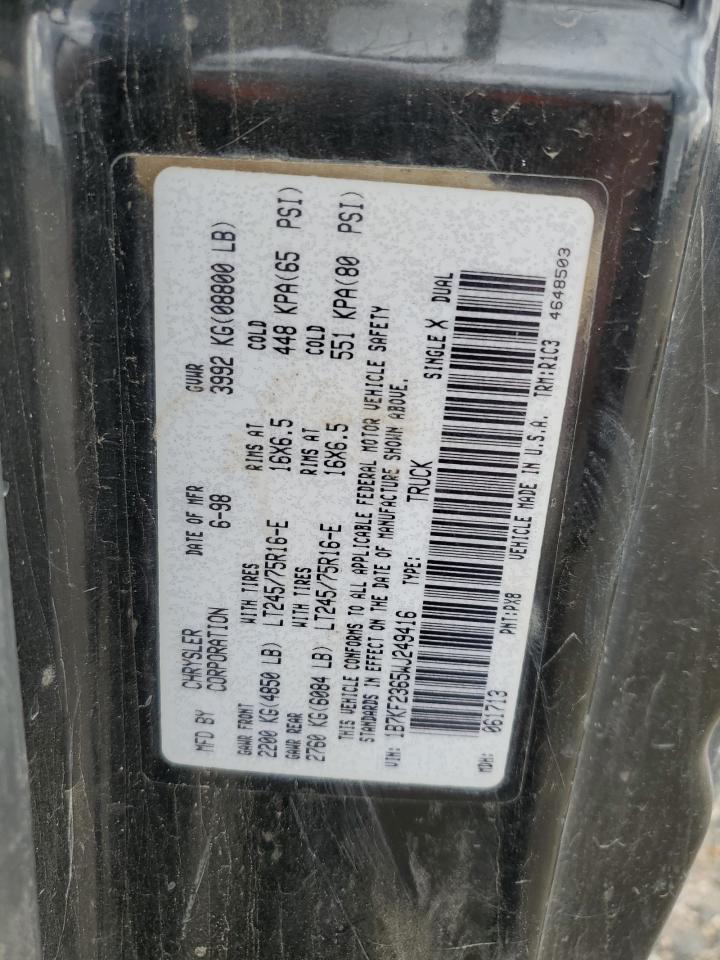 MFD BY CHRYSLER CORPORATION DATE OF MFR 6-98 GVWR 3992 KG(08800 LB)
GAWR FRONT WITH TIRES RIMS AT COLD
2200 KG(4850 LB) LT245/75R16-E 16X6.5 448 KPA(65 PSI)
GAWR REAR WITH TIRES RIMS AT COLD
2760 KG(6084 LB) LT245/75R16-E 16X6.5 551 KPA(80 PSI)
THIS VEHICLE CONFORMS TO ALL APPLICABLE FEDERAL MOTOR VEHICLE SAFETY
STANDARDS IN EFFECT ON THE DATE OF MANUFACTURE SHOWN ABOVE.
VIN: 1B7KF2365WJ249416 TYPE: TRUCK SINGLE X DUAL
MDH: 061713 PNT:PX8 VEHICLE MADE IN U.S.A. TRM:R1C3 4648503